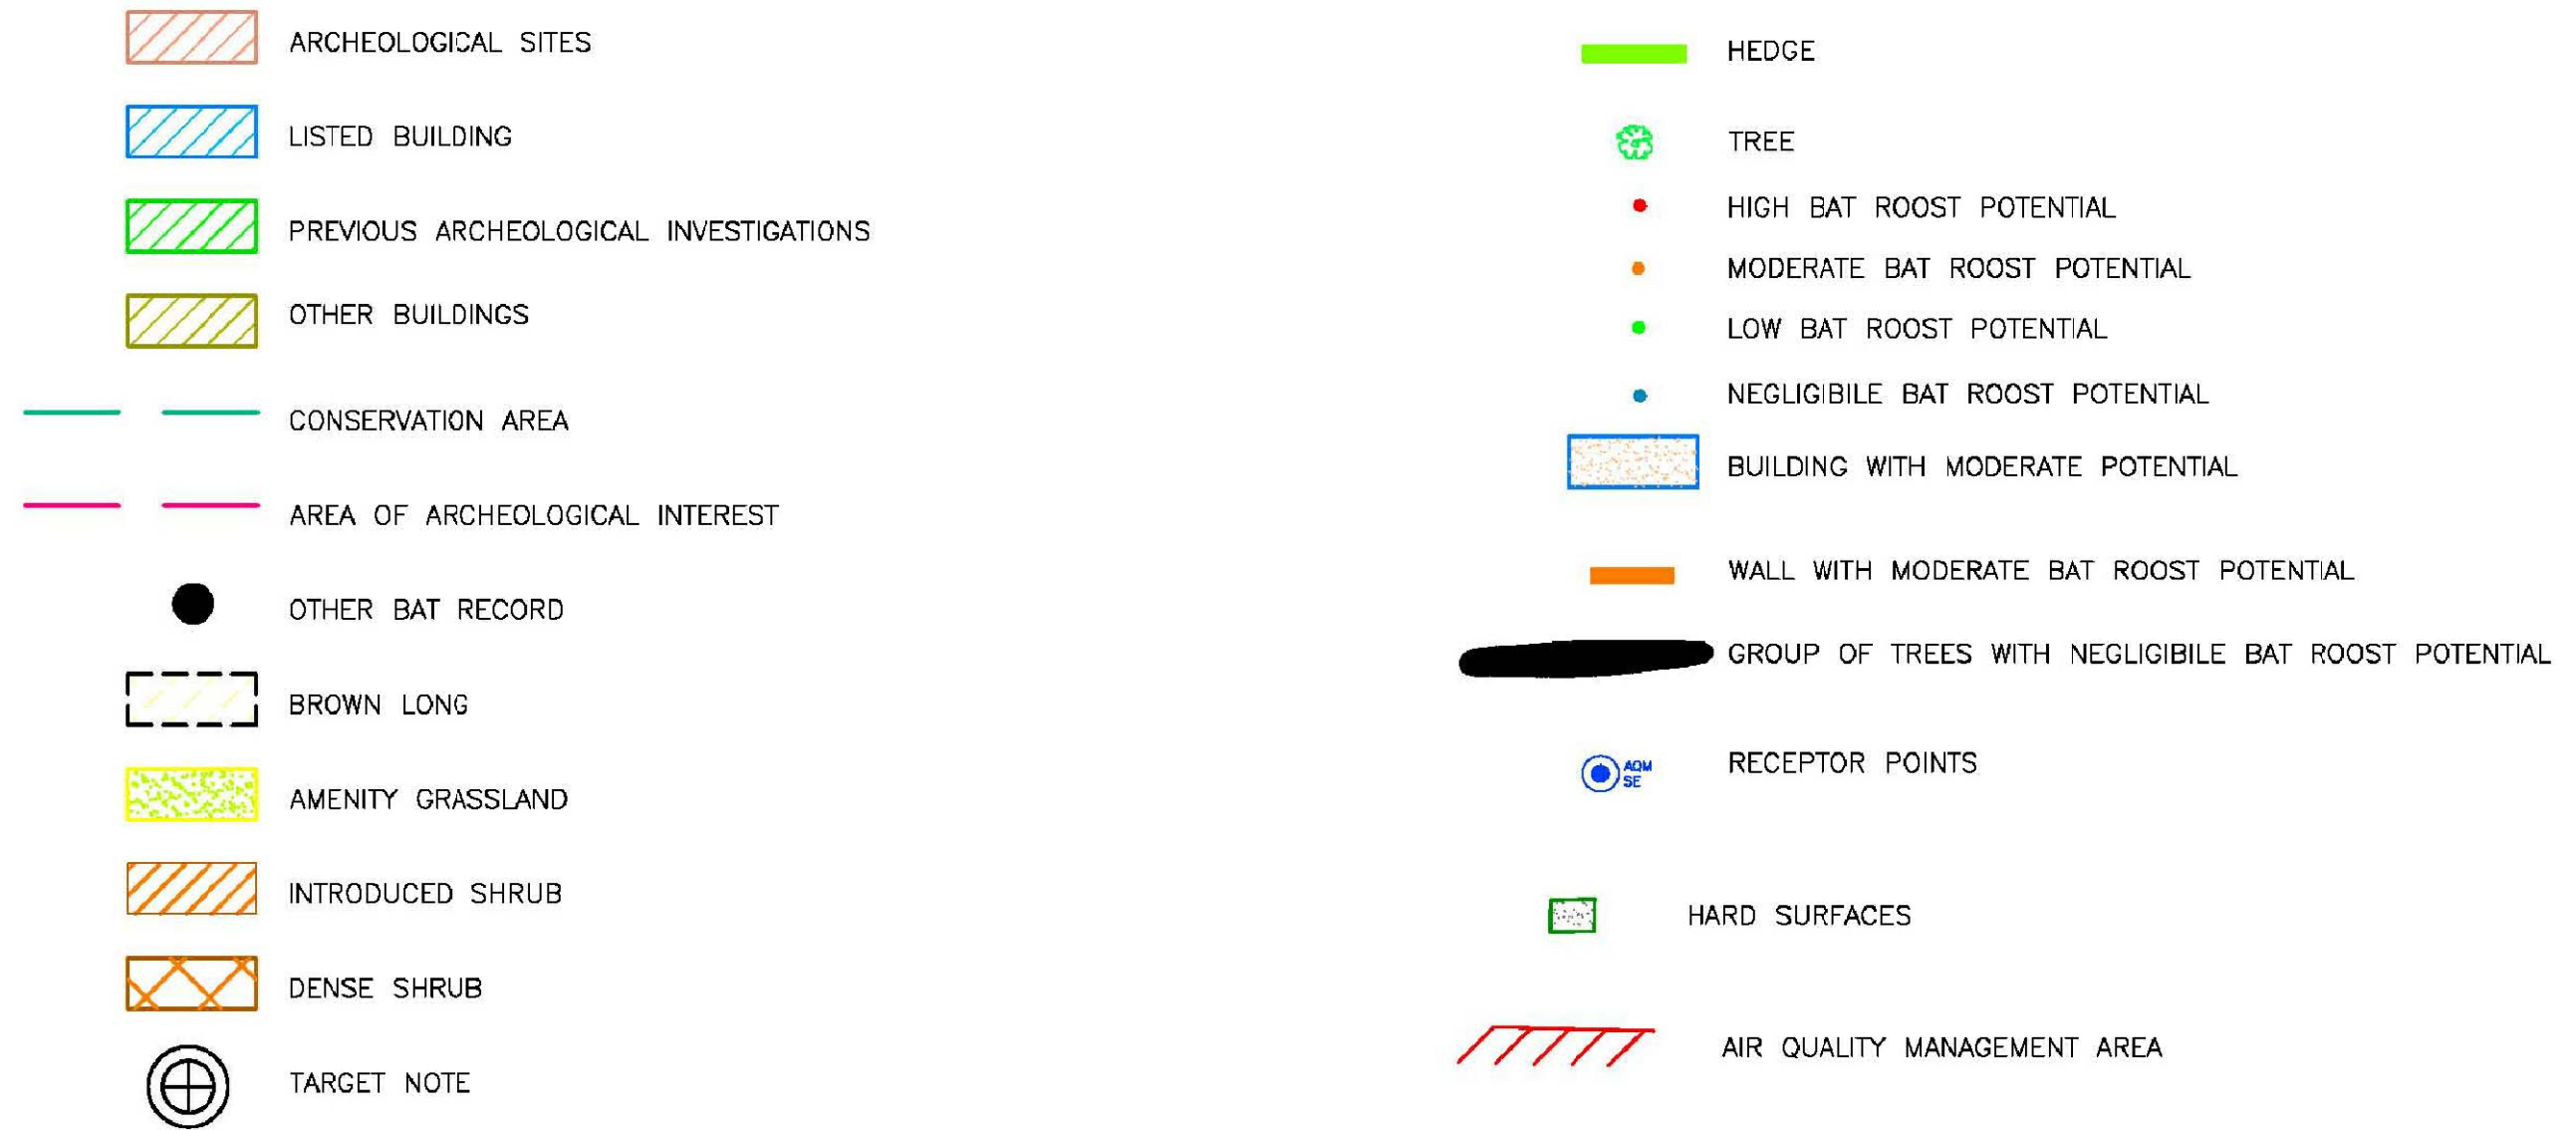 ARCHEOLOGICAL SITES
LISTED BUILDING
PREVIOUS ARCHEOLOGICAL INVESTIGATIONS
OTHER BUILDINGS
CONSERVATION AREA
AREA OF ARCHEOLOGICAL INTEREST
OTHER BAT RECORD
BROWN LONG
AMENITY GRASSLAND
INTRODUCED SHRUB
DENSE SHRUB
TARGET NOTE
HEDGE
TREE
HIGH BAT ROOST POTENTIAL
MODERATE BAT ROOST POTENTIAL
LOW BAT ROOST POTENTIAL
NEGLIGIBILE BAT ROOST POTENTIAL
BUILDING WITH MODERATE POTENTIAL
WALL WITH MODERATE BAT ROOST POTENTIAL
GROUP OF TREES WITH NEGLIGIBILE BAT ROOST POTENTIAL
AQM
SE
RECEPTOR POINTS
HARD SURFACES
AIR QUALITY MANAGEMENT AREA